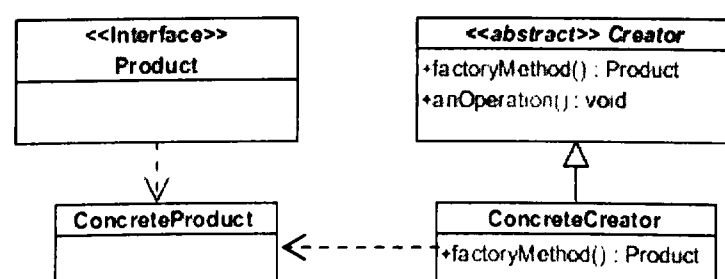 <<Interface>>
Product
<<abstract>> Creator
+factoryMethod() : Product
+anOperation() : void
ConcreteProduct
ConcreteCreator
+factoryMethod() : Product